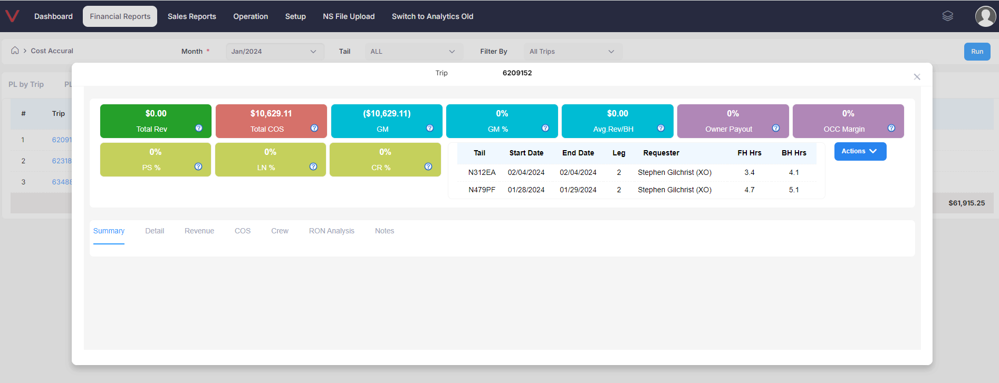 Dashboard Financial Reports Sales Reports Operation Setup NS File Upload Switch to Analytics Old
> Cost Accural Month * Jan/2024 Tail ALL Filter By All Trips Run
Trip 6209152
PL by Trip PL
# Trip
1 62091
2 62318
3 63488
$61,915.25
$0.00
Total Rev ?
$10,629.11
Total COS ?
($10,629.11)
GM ?
0%
GM % ?
$0.00
Avg.Rev/BH ?
0%
Owner Payout ?
0%
OCC Margin ?
0%
PS % ?
0%
LN % ?
0%
CR % ?
Tail Start Date End Date Leg Requester FH Hrs BH Hrs
N312EA 02/04/2024 02/04/2024 2 Stephen Gilchrist (XO) 3.4 4.1
N479PF 01/28/2024 01/29/2024 2 Stephen Gilchrist (XO) 4.7 5.1
Actions
Summary Detail Revenue COS Crew RON Analysis Notes